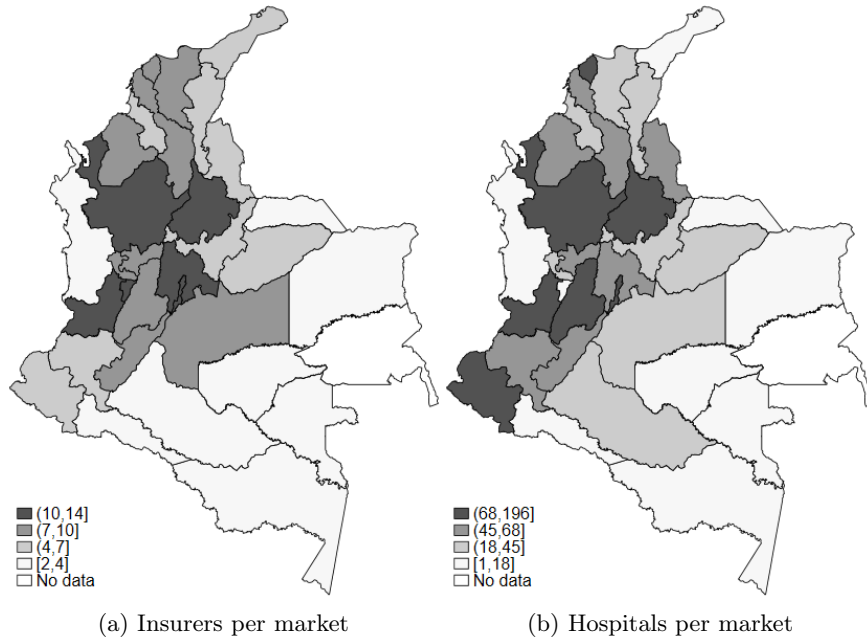 (10,14]
(7,10]
(4,7]
[2,4]
No data
(a) Insurers per market
(68,196]
(45,68]
(18,45]
[1,18]
No data
(b) Hospitals per market